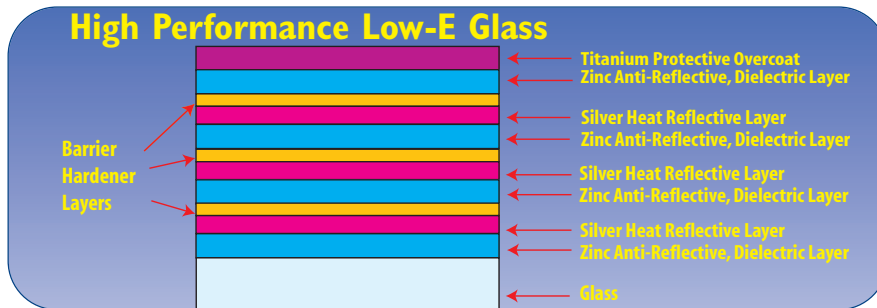 High Performance Low-E Glass
Titanium Protective Overcoat
Zinc Anti-Reflective, Dielectric Layer
Silver Heat Reflective Layer
Zinc Anti-Reflective, Dielectric Layer
Silver Heat Reflective Layer
Zinc Anti-Reflective, Dielectric Layer
Silver Heat Reflective Layer
Zinc Anti-Reflective, Dielectric Layer
Glass
Barrier
Hardener
Layers